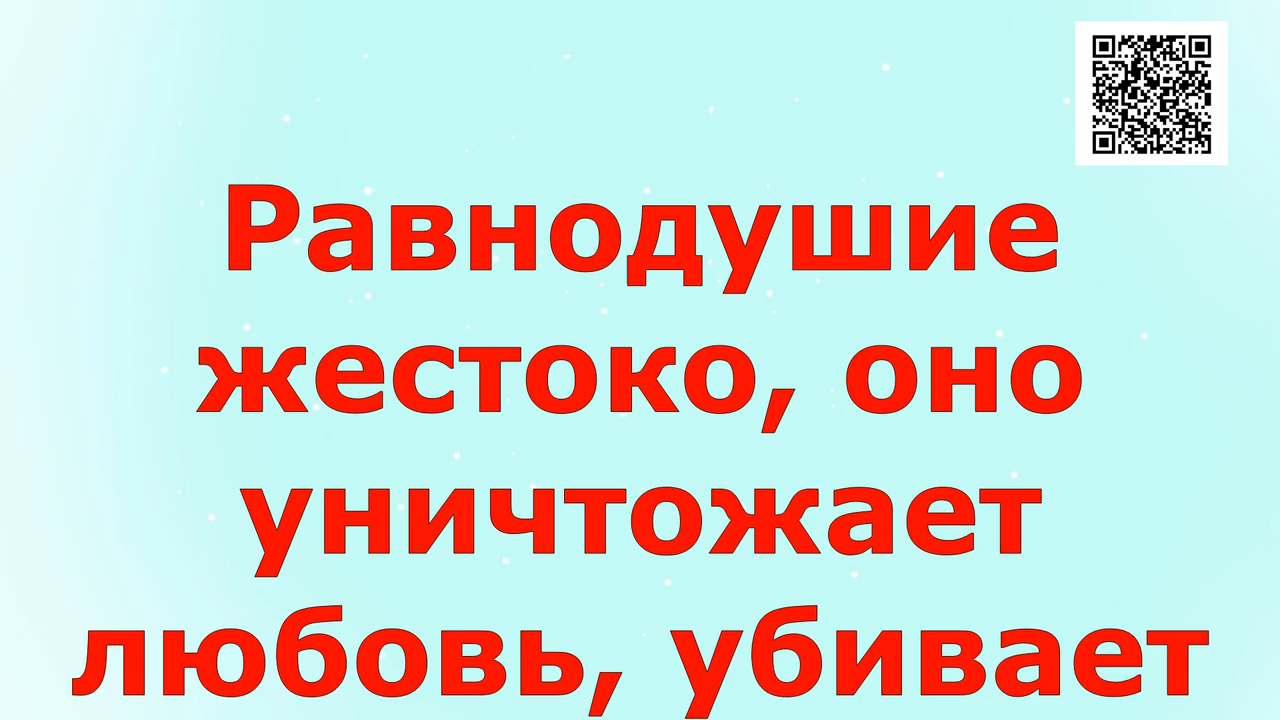 Равнодушие
жестоко, оно
уничтожает
любовь, убивает